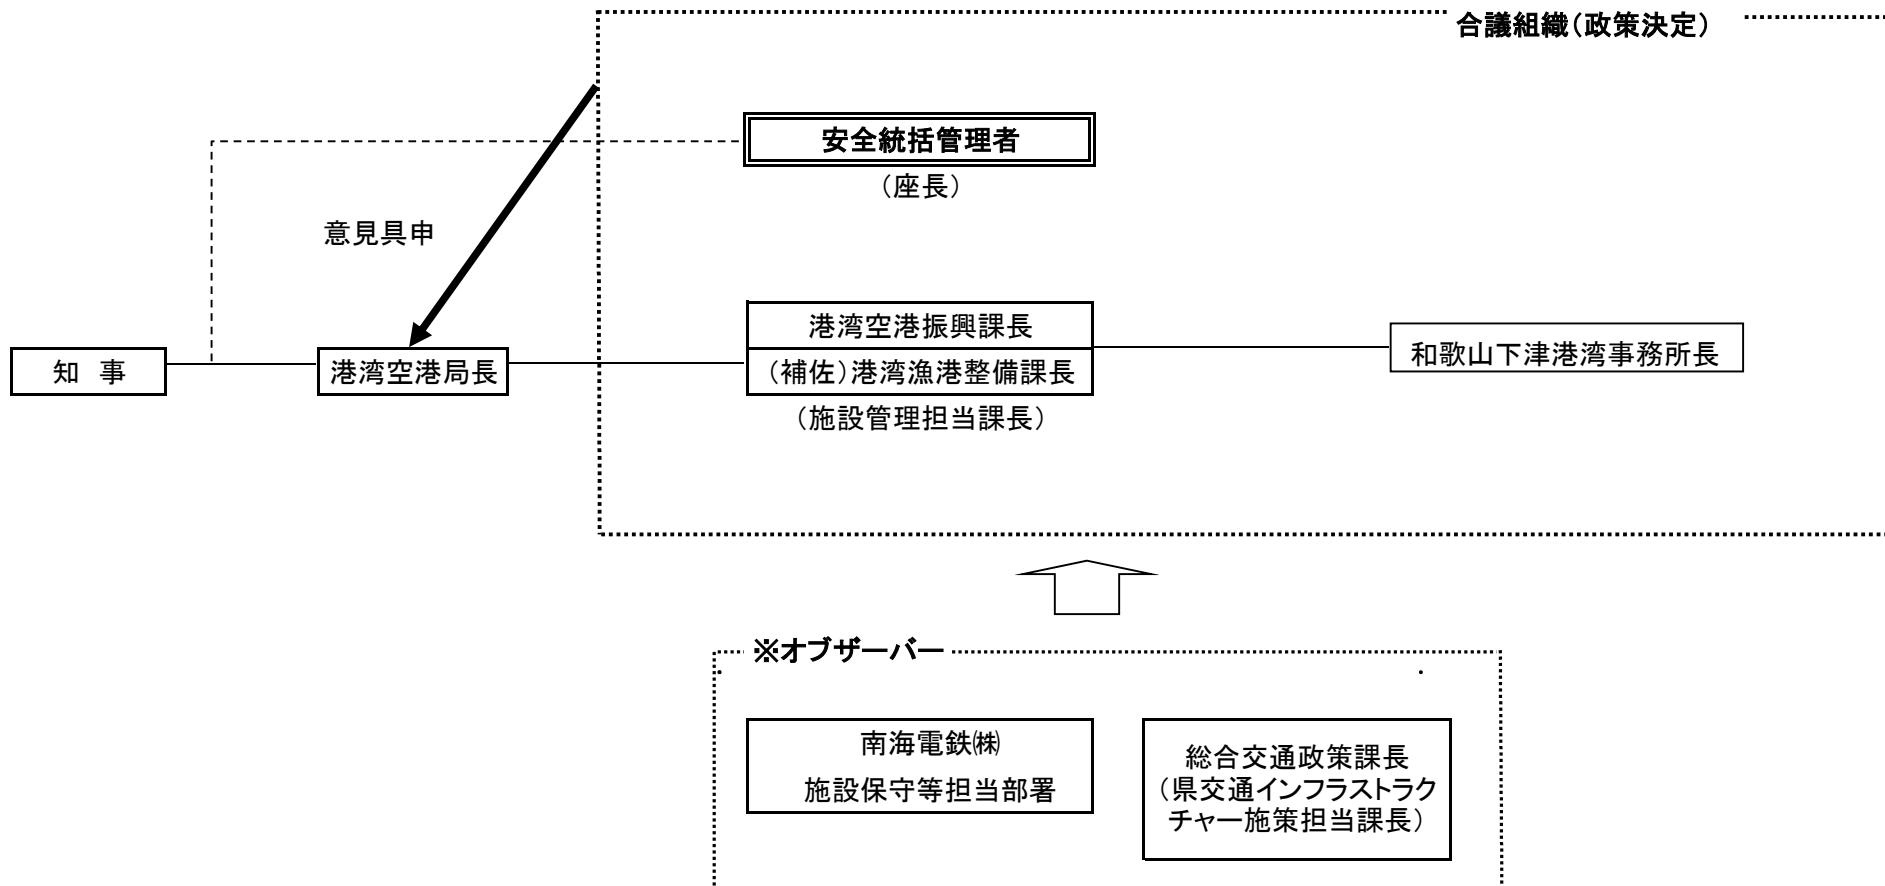 合議組織（政策決定）
安全統括管理者
（座長）
意見具申
知　事
港湾空港局長
港湾空港振興課長
（補佐）港湾漁港整備課長
（施設管理担当課長）
和歌山下津港湾事務所長
※オブザーバー
南海電鉄㈱
施設保守等担当部署
総合交通政策課長
（県交通インフラストラク
チャー施策担当課長）